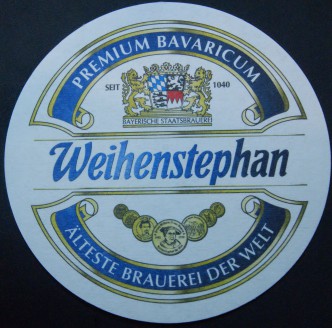 PREMIUM BAVARICUM
SEIT 1040
BAYERISCHE STAATSBRAUEREI
Weihenstephan
ÄLTESTE BRAUEREI DER WELT